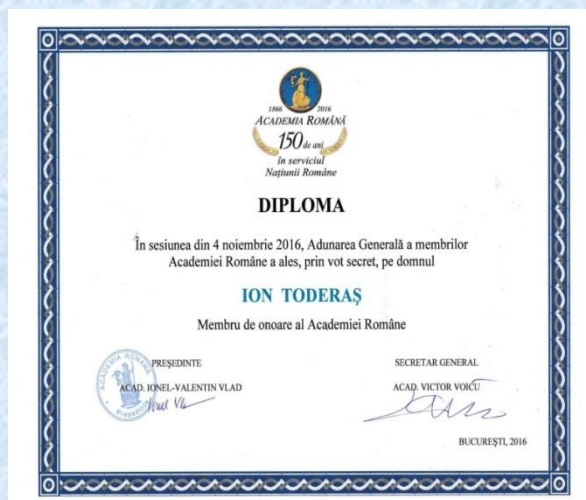 1866 2016
ACADEMIA ROMÂNĂ
150 de ani
în serviciul
Națiunii Române
DIPLOMA
În sesiunea din 4 noiembrie 2016, Adunarea Generală a membrilor
Academiei Române a ales, prin vot secret, pe domnul
ION TODERAȘ
Membru de onoare al Academiei Române
PREȘEDINTE
ACAD. IONEL-VALENTIN VLAD
SECRETAR GENERAL
ACAD. VICTOR VOICU
BUCUREȘTI, 2016